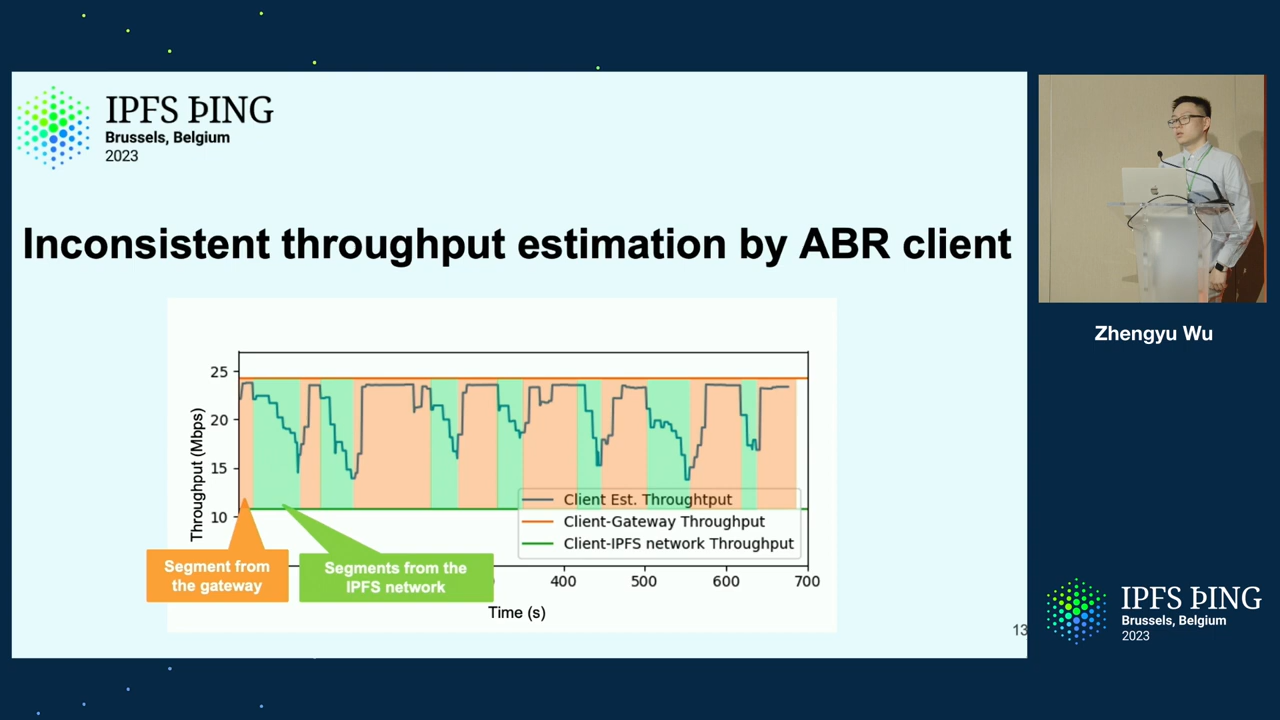 IPFS ÞING
Brussels, Belgium
2023
Inconsistent throughput estimation by ABR client
25
20
15
10
Throughput (Mbps)
Client Est. Throughtput
Client-Gateway Throughput
Client-IPFS network Throughput
Segment from
the gateway
Segments from the
IPFS network
400
500
600
700
Time (s)
13
Zhengyu Wu
IPFS ÞING
Brussels, Belgium
2023